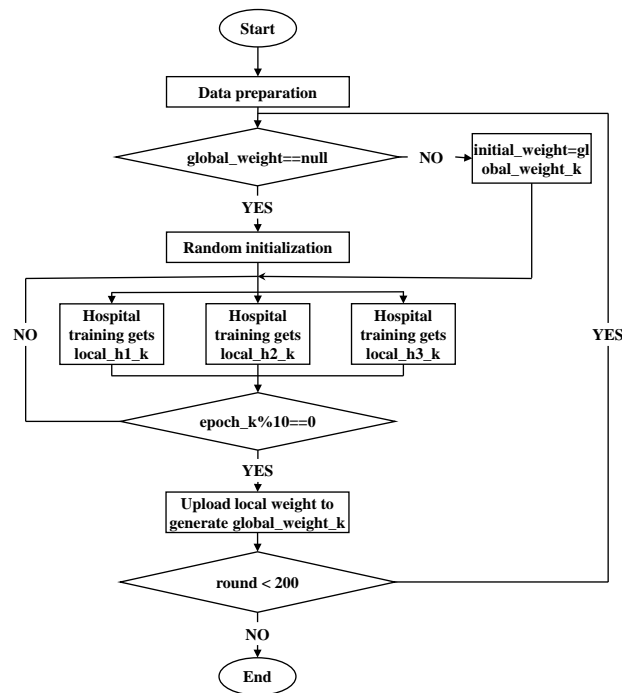 Start
Data preparation
global_weight==null
NO
initial_weight=gl
obal_weight_k
YES
Random initialization
NO
Hospital
training gets
local_h1_k
Hospital
training gets
local_h2_k
Hospital
training gets
local_h3_k
YES
epoch_k%10==0
YES
Upload local weight to
generate global_weight_k
round < 200
NO
End